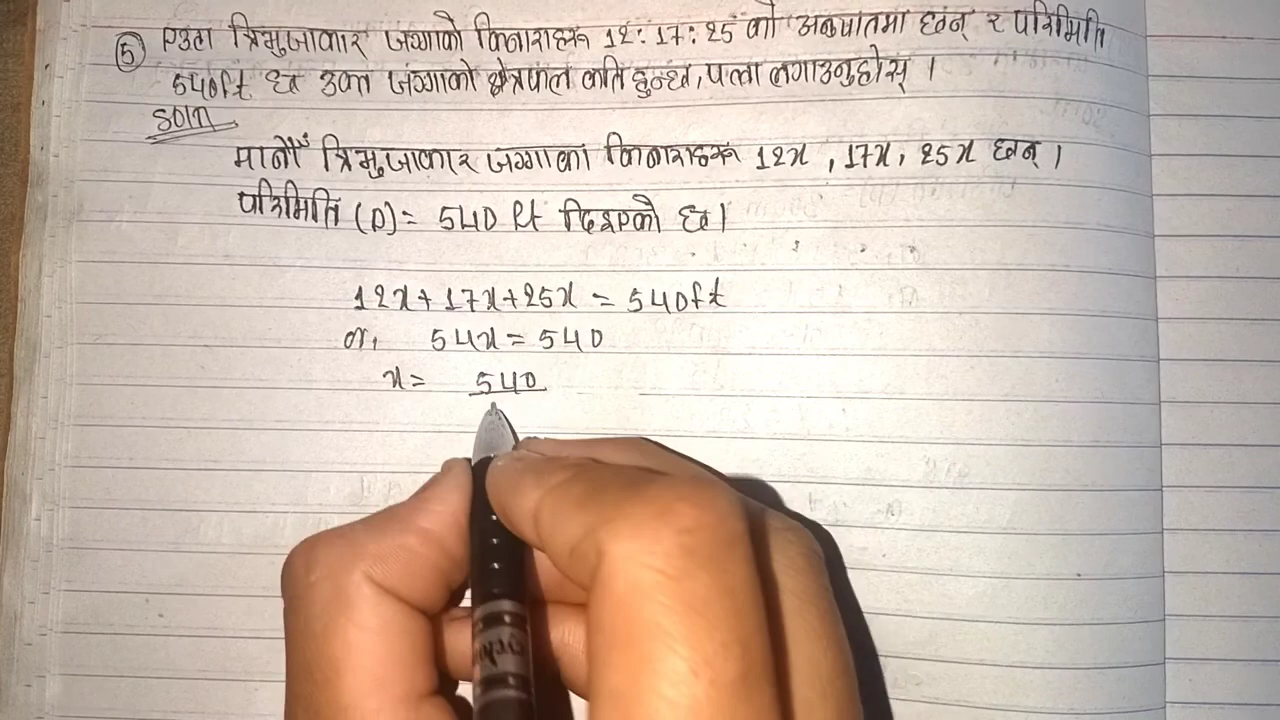 ⑤ एउटा त्रिभुजाकार जग्गाको किनाराहरू 12:17:25 को अनुपातमा छन् र परिमिति
540ft छ उक्त जग्गाको क्षेत्रफल कति हुन्छ, पत्ता लगाउनुहोस् ।
Soln
मानौँ त्रिभुजाकार जग्गाका किनाराहरू 12x , 17x, 25x छन् ।
परिमिति (P) = 540 ft दिइएको छ।
12x + 17x + 25x = 540ft
or, 54x = 540
x = 540